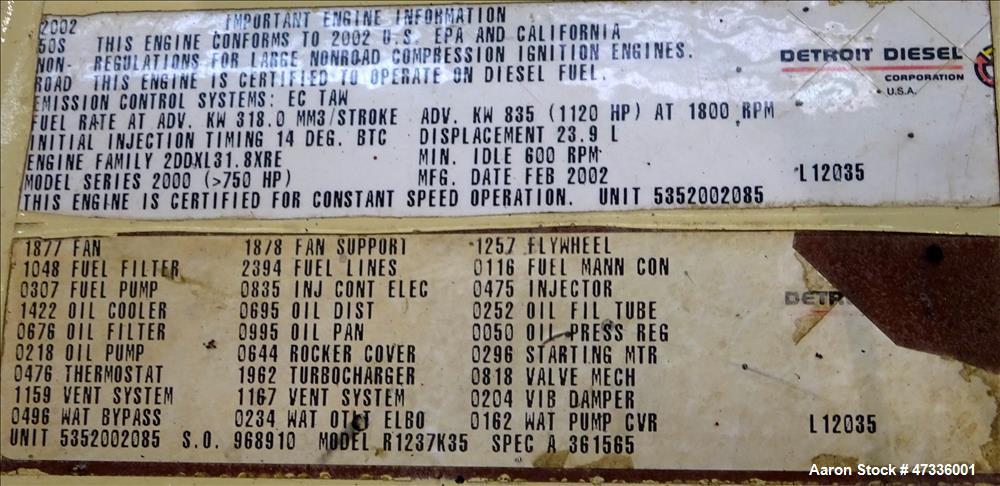 2002 IMPORTANT ENGINE INFORMATION
50S THIS ENGINE CONFORMS TO 2002 U.S. EPA AND CALIFORNIA
NON- REGULATIONS FOR LARGE NONROAD COMPRESSION IGNITION ENGINES.
ROAD THIS ENGINE IS CERTIFIED TO OPERATE ON DIESEL FUEL.
EMISSION CONTROL SYSTEMS: EC TAW
FUEL RATE AT ADV. KW 318.0 MM3/STROKE ADV. KW 835 (1120 HP) AT 1800 RPM
INITIAL INJECTION TIMING 14 DEG. BTC DISPLACEMENT 23.9 L
ENGINE FAMILY 2DDXL31.8XRE MIN. IDLE 600 RPM
MODEL SERIES 2000 (>750 HP) MFG. DATE FEB 2002
THIS ENGINE IS CERTIFIED FOR CONSTANT SPEED OPERATION. UNIT 5352002085
DETROIT DIESEL
CORPORATION
U.S.A.
L12035
1877 FAN 1878 FAN SUPPORT 1257 FLYWHEEL
1048 FUEL FILTER 2394 FUEL LINES 0116 FUEL MANN CON
0307 FUEL PUMP 0835 INJ CONT ELEC 0475 INJECTOR
1422 OIL COOLER 0695 OIL DIST 0252 OIL FIL TUBE
0676 OIL FILTER 0995 OIL PAN 0050 OIL PRESS REG
0218 OIL PUMP 0644 ROCKER COVER 0296 STARTING MTR
0476 THERMOSTAT 1962 TURBOCHARGER 0818 VALVE MECH
1159 VENT SYSTEM 1167 VENT SYSTEM 0204 VIB DAMPER
0496 WAT BYPASS 0234 WAT OTLT ELBO 0162 WAT PUMP CVR
UNIT 5352002085 S.O. 968910 MODEL R1237K35 SPEC A 361565
DETR
L12035
Aaron Stock # 47336001